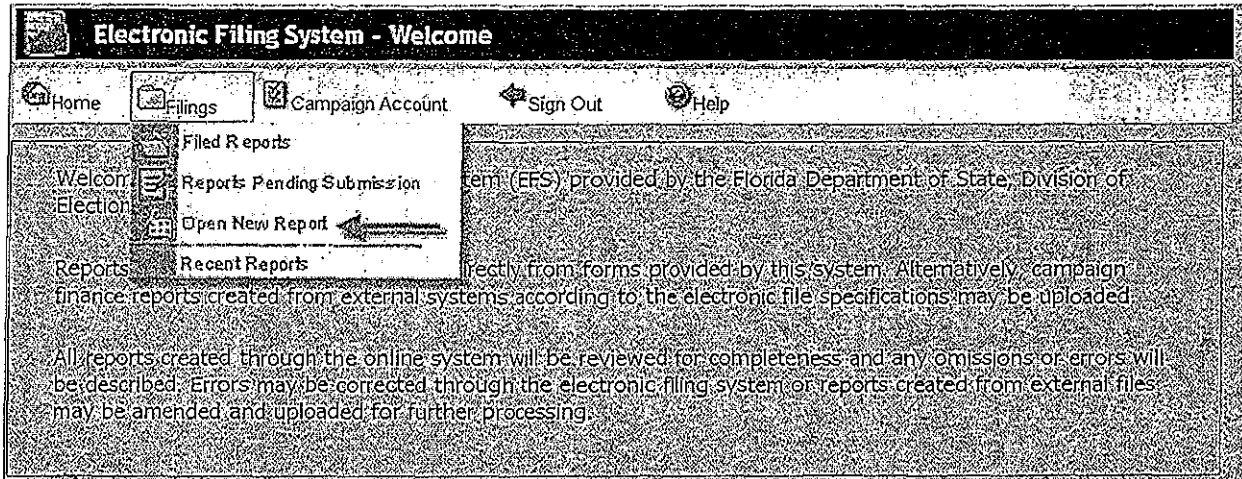 Electronic Filing System - Welcome
Home Filings Campaign Account Sign Out Help
Filed Reports
Reports Pending Submission
Open New Report
Recent Reports
Welcom tem (EFS) provided by the Florida Department of State, Division of
Election
Reports rectly from forms provided by this system. Alternatively, campaign
finance reports created from external systems according to the electronic file specifications may be uploaded.
All reports created through the online system will be reviewed for completeness and any omissions or errors will
be described. Errors may be corrected through the electronic filing system or reports created from external files
may be amended and uploaded for further processing.